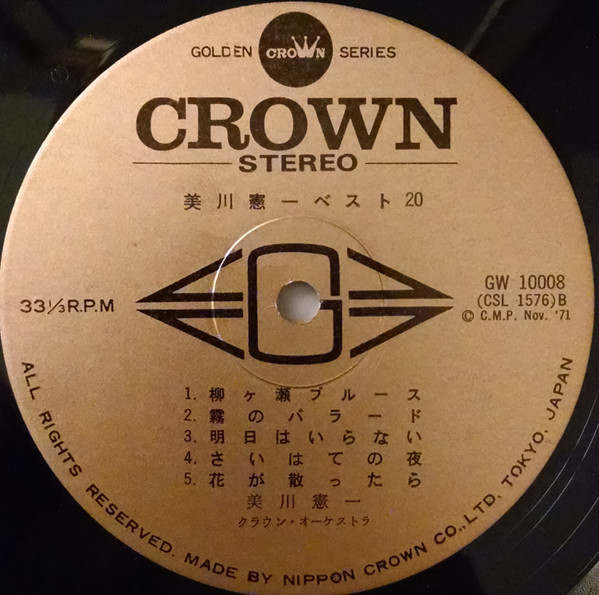 GOLDEN CROWN SERIES
CROWN
STEREO
美川憲一ベスト20
33 1/3 R.P.M
G
GW 10008
(CSL 1576)B
© C.M.P. Nov. '71
1. 柳ヶ瀬ブルース
2. 霧のバラード
3. 明日はいらない
4. さいはての夜
5. 花が散ったら
美川憲一
クラウン・オーケストラ
ALL RIGHTS RESERVED. MADE BY NIPPON CROWN CO., LTD. TOKYO, JAPAN